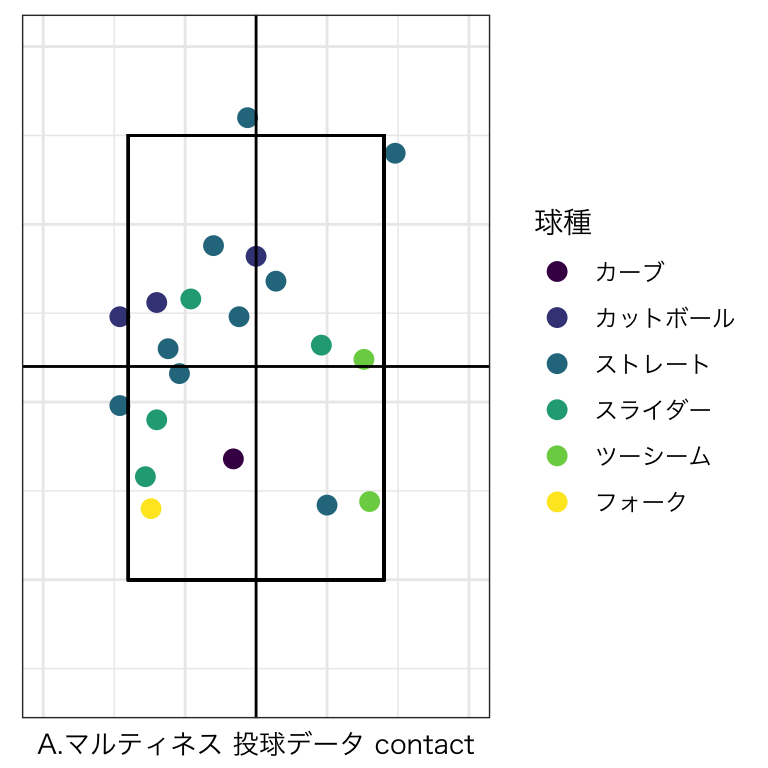 球種
カーブ
カットボール
ストレート
スライダー
ツーシーム
フォーク
A.マルティネス 投球データ contact